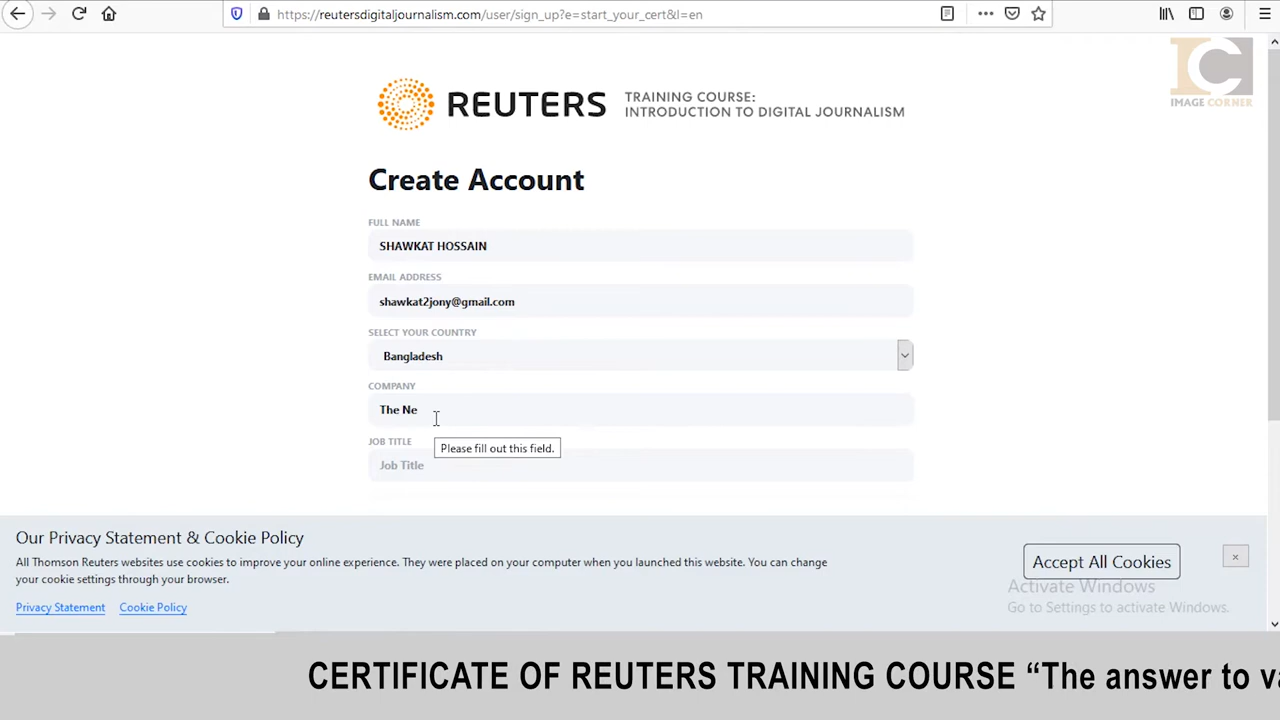 https://reutersdigitaljournalism.com/user/sign_up?e=start_your_cert&l=en
IC
IMAGE CORNER
REUTERS
TRAINING COURSE:
INTRODUCTION TO DIGITAL JOURNALISM
Create Account
FULL NAME
SHAWKAT HOSSAIN
EMAIL ADDRESS
shawkat2jony@gmail.com
SELECT YOUR COUNTRY
Bangladesh
COMPANY
The Ne
JOB TITLE
Please fill out this field.
Job Title
Our Privacy Statement & Cookie Policy
All Thomson Reuters websites use cookies to improve your online experience. They were placed on your computer when you launched this website. You can change
your cookie settings through your browser.
Privacy Statement Cookie Policy
Accept All Cookies
Activate Windows
Go to Settings to activate Windows.
CERTIFICATE OF REUTERS TRAINING COURSE “The answer to va